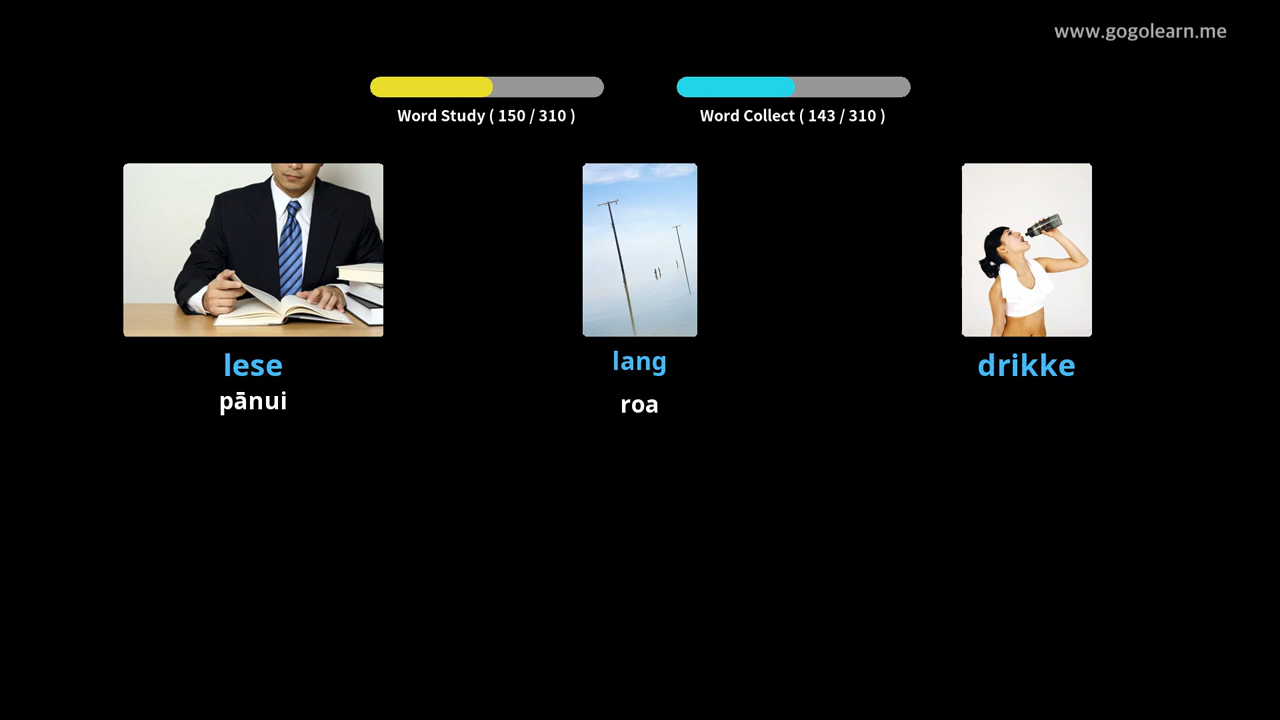 www.gogolearn.me
Word Study ( 150 / 310 )
Word Collect ( 143 / 310 )
lese
pānui
lang
roa
drikke